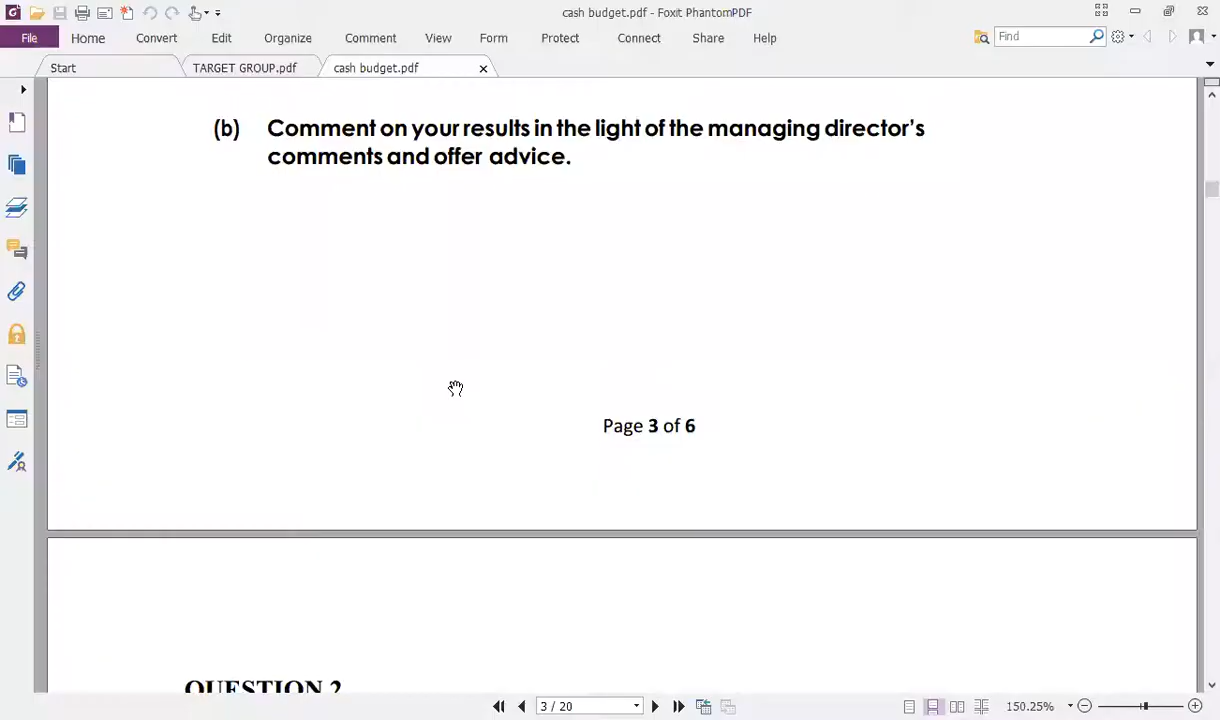 cash budget.pdf - Foxit PhantomPDF
File Home Convert Edit Organize Comment View Form Protect Connect Share Help Find
Start TARGET GROUP.pdf cash budget.pdf
(b) Comment on your results in the light of the managing director's
comments and offer advice.
Page 3 of 6
QUESTION 2
3 / 20 150.25%